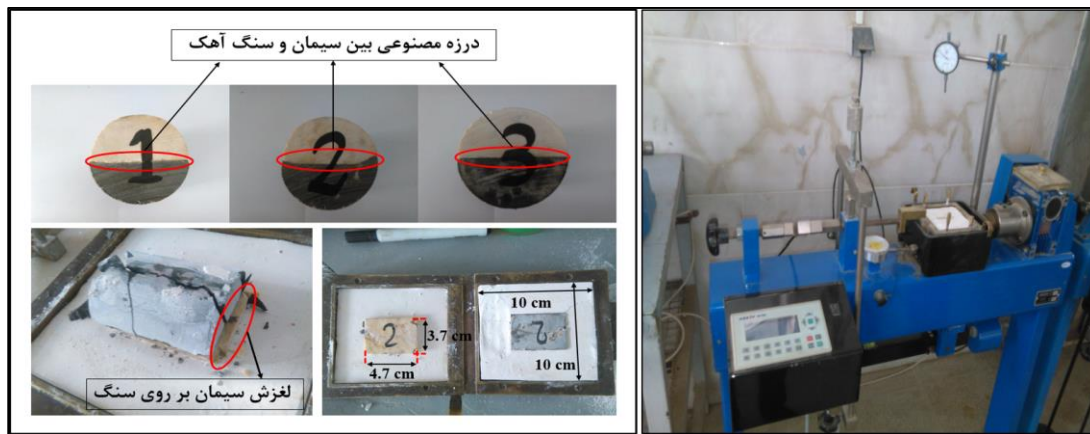 درزه مصنوعی بین سیمان و سنگ آهک
1
2
3
لغزش سیمان بر روی سنگ
2
3.7 cm
4.7 cm
10 cm
10 cm
2